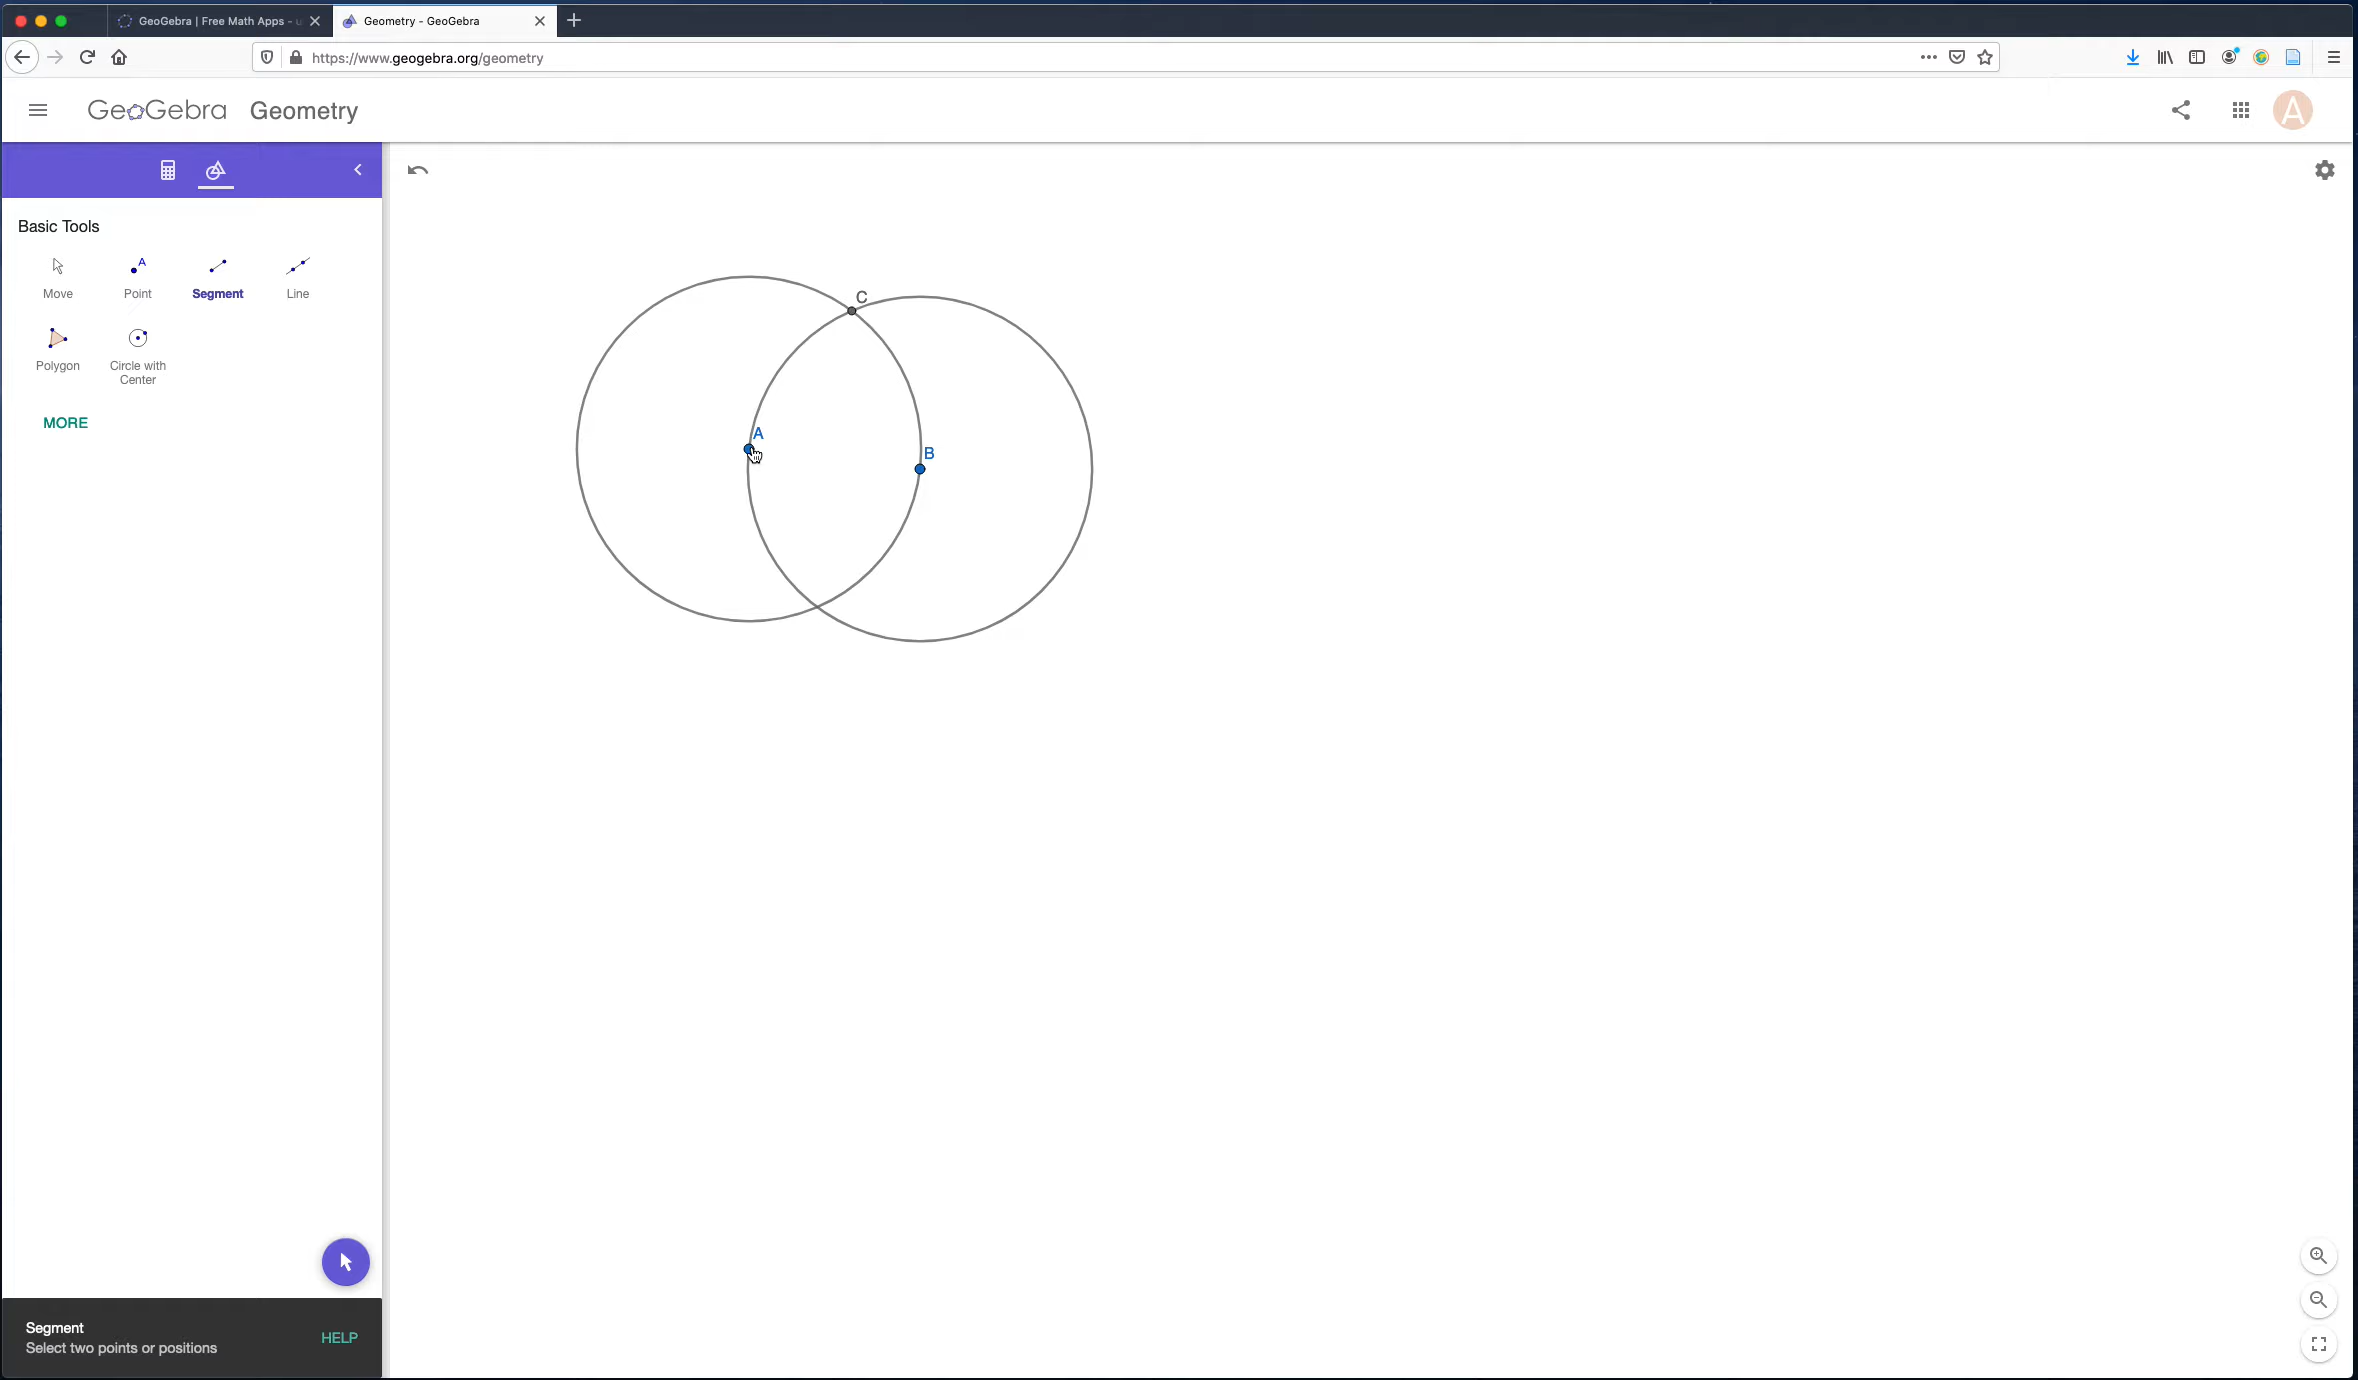 GeoGebra | Free Math Apps - u
Geometry - GeoGebra
https://www.geogebra.org/geometry
GeoGebra Geometry
A
Basic Tools
A
Move Point Segment Line
Polygon Circle with
Center
MORE
C
A
B
Segment
Select two points or positions
HELP